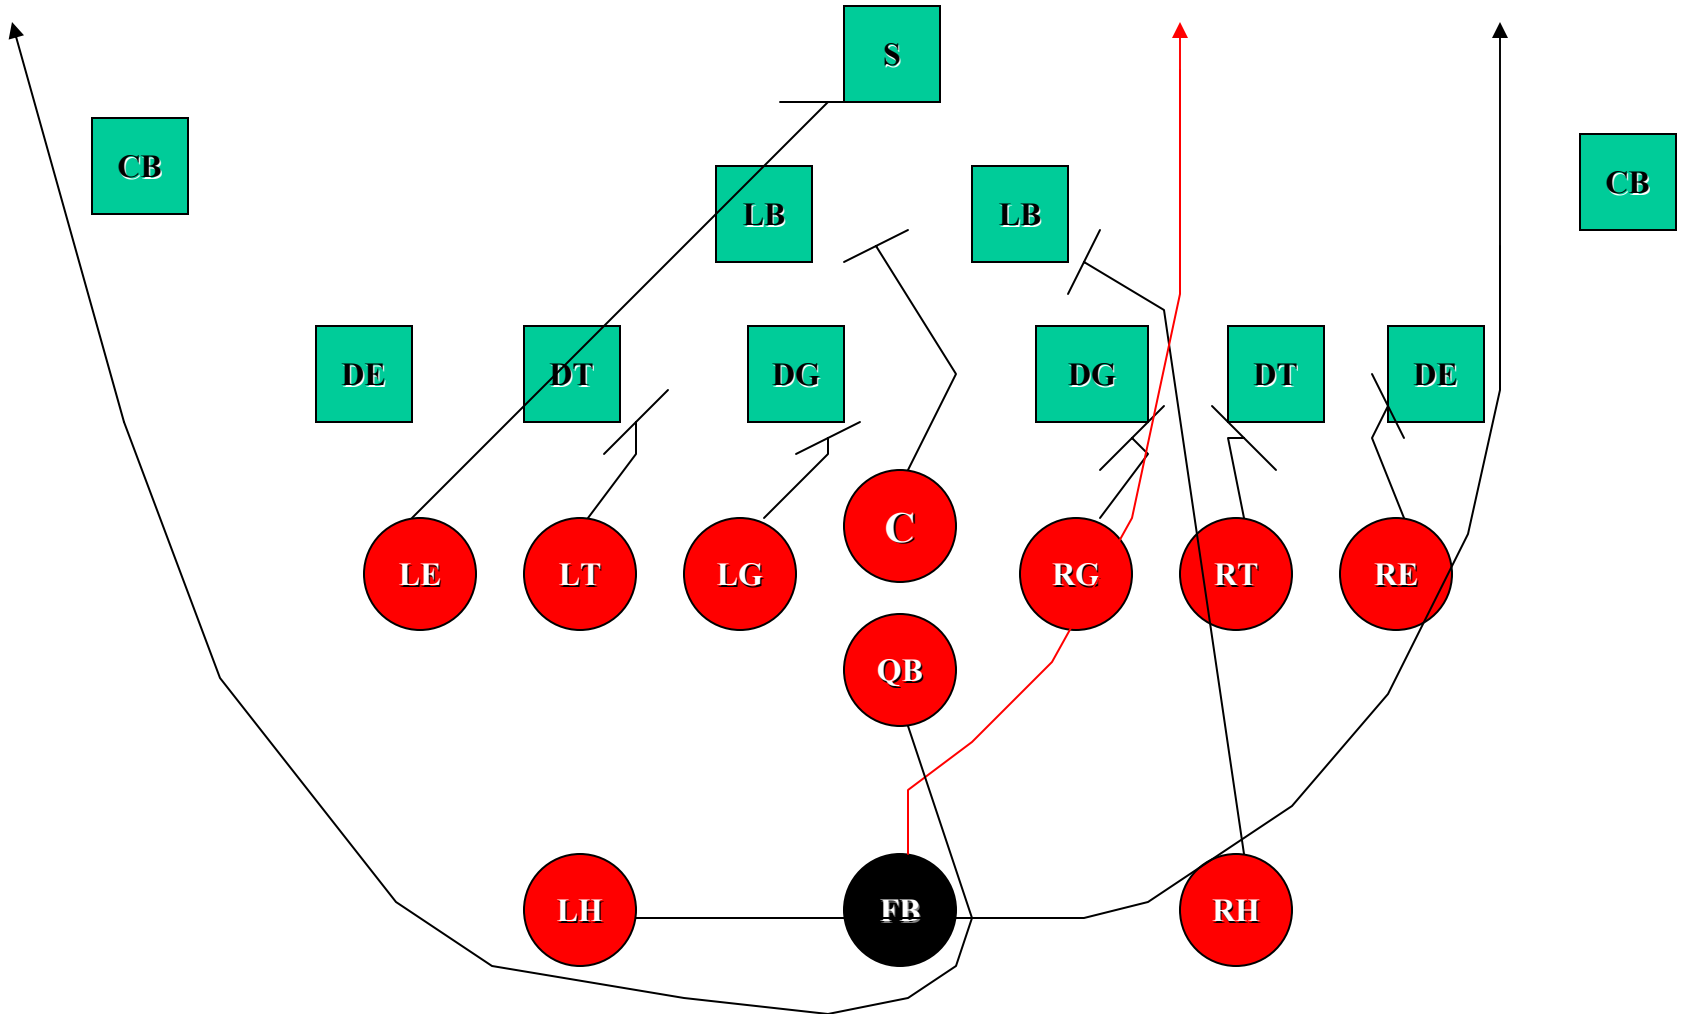 S
CB
CB
LB
LB
DE
DT
DG
DG
DT
DE
C
LE
LT
LG
RG
RT
RE
QB
LH
FB
RH